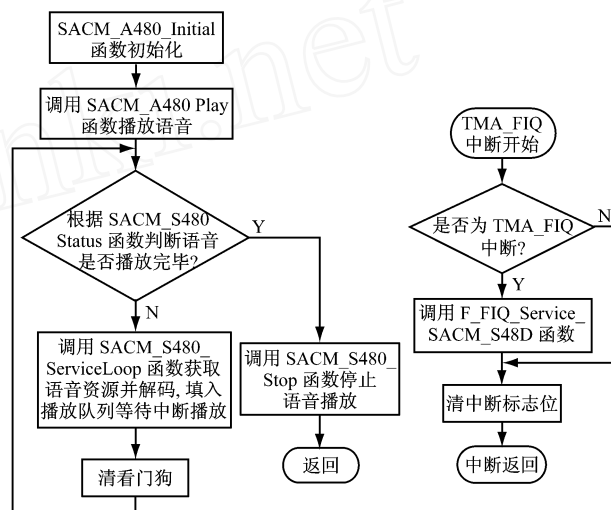 SACM_A480_Initial
函数初始化
调用 SACM_A480 Play
函数播放语音
根据 SACM_S480
Status 函数判断语音
是否播放完毕?
Y
N
调用 SACM_S480_
ServiceLoop 函数获取
语音资源并解码, 填入
播放队列等待中断播放
清看门狗
调用 SACM_S480_
Stop 函数停止
语音播放
返回
TMA_FIQ
中断开始
是否为 TMA_FIQ
中断?
N
Y
调用 F_FIQ_Service_
SACM_S48D 函数
清中断标志位
中断返回